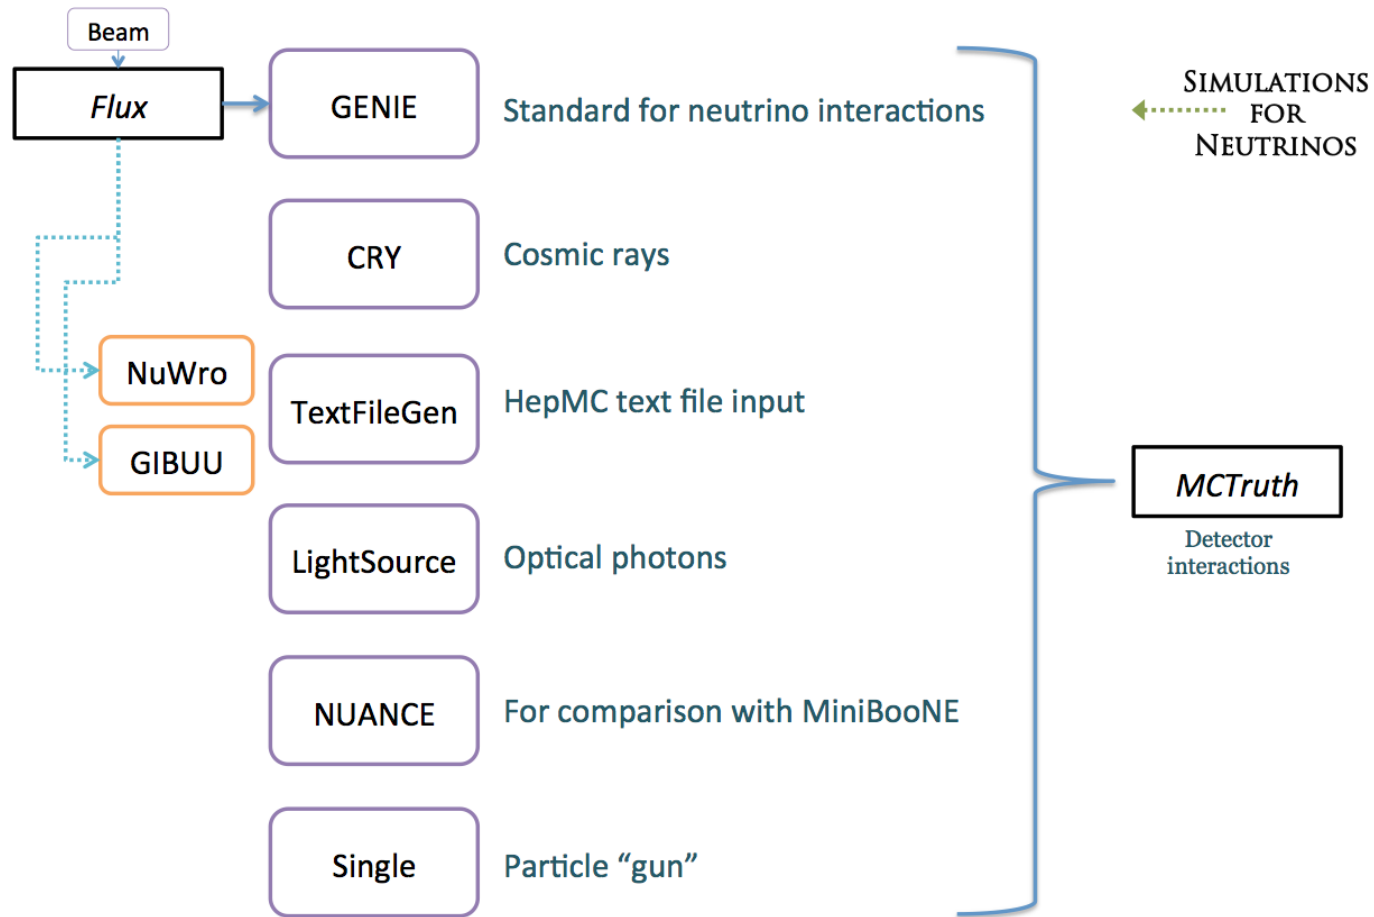 Beam
Flux
GENIE
Standard for neutrino interactions
SIMULATIONS
FOR
NEUTRINOS
CRY
Cosmic rays
NuWro
TextFileGen
HepMC text file input
GIBUU
MCTruth
Detector
interactions
LightSource
Optical photons
NUANCE
For comparison with MiniBooNE
Single
Particle “gun”